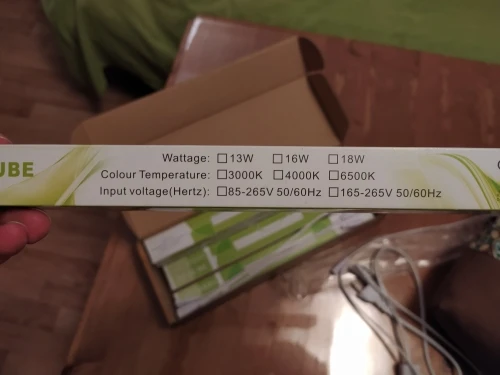 UBE
Wattage: □13W □16W □18W
Colour Temperature: □3000K □4000K □6500K
Input voltage(Hertz): □85-265V 50/60Hz □165-265V 50/60Hz